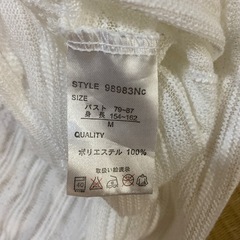 STYLE 98983NC
SIZE
バスト 79-87
身長 154-162
M
QUALITY
ポリエステル 100%
取扱い絵表示
40